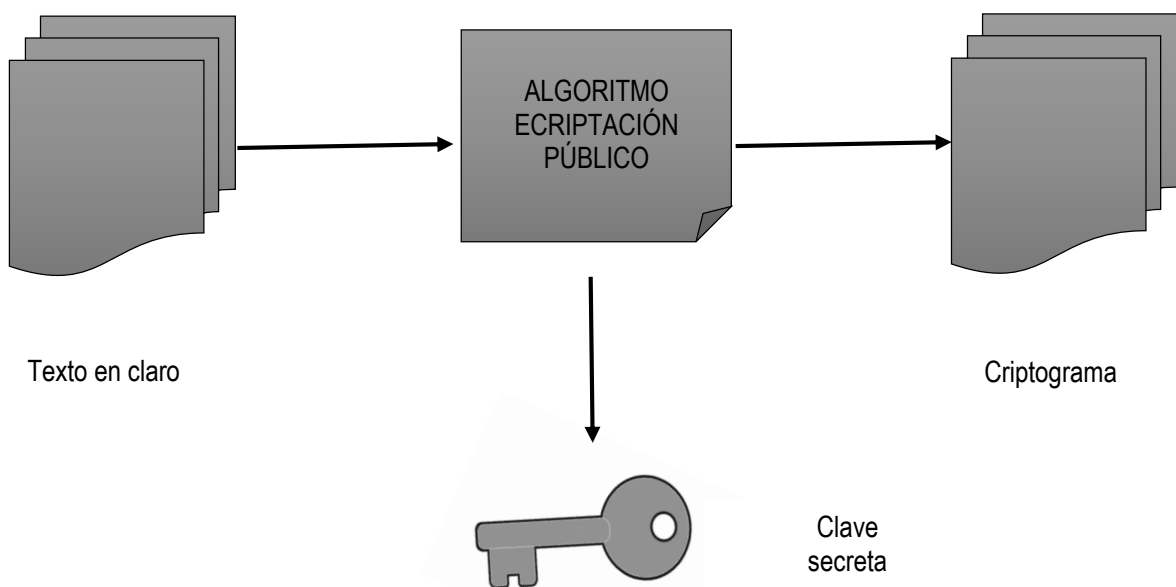 ALGORITMO
ECRIPTACIÓN
PÚBLICO
Texto en claro
Criptograma
Clave
secreta